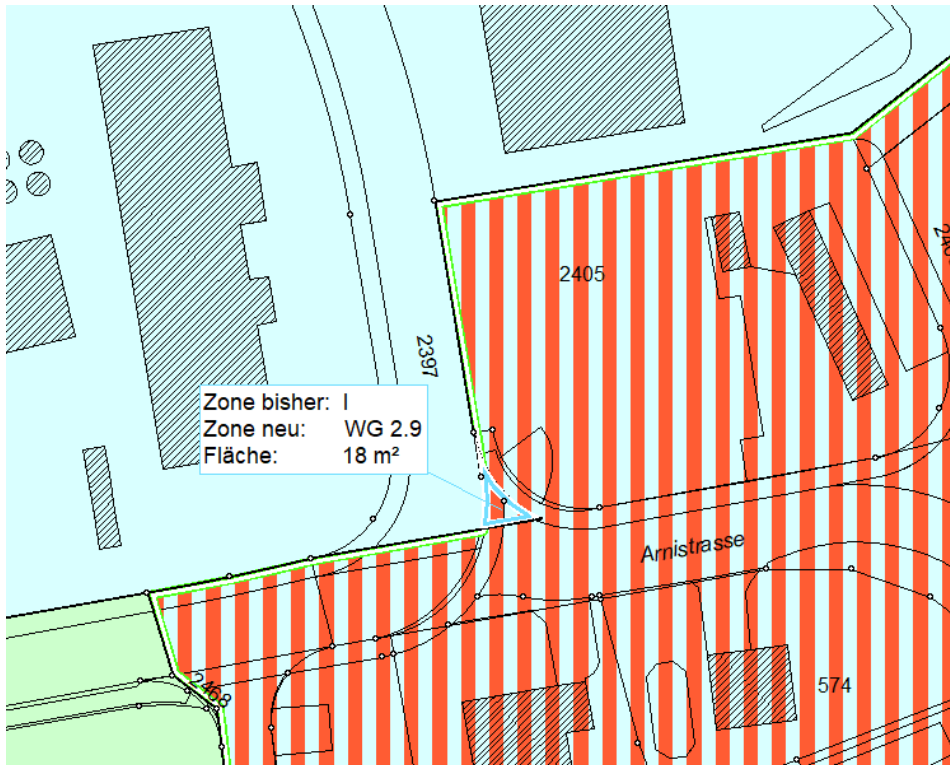 2405
2397
Zone bisher: I
Zone neu: WG 2.9
Fläche: 18 m²
Arnistrasse
2468
574